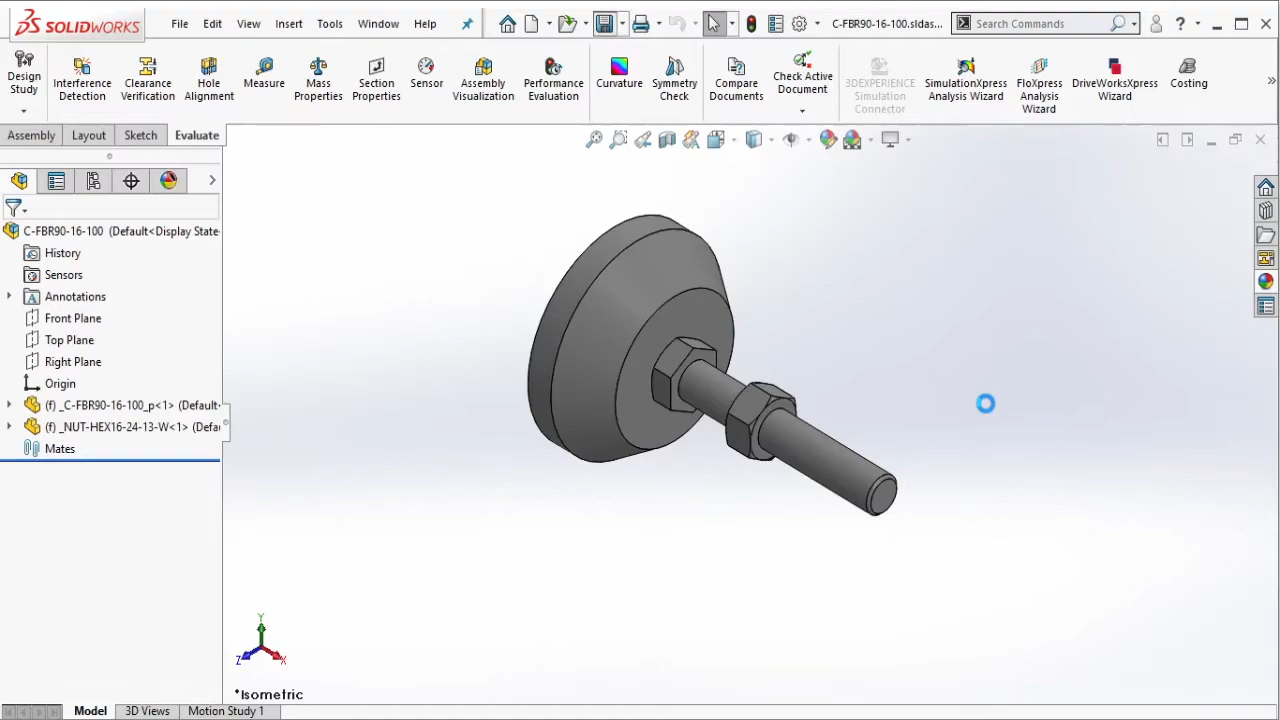 SOLIDWORKS
File Edit View Insert Tools Window Help
C-FBR90-16-100.sldas...
Search Commands
Design Study
Interference Detection
Clearance Verification
Hole Alignment
Measure
Mass Properties
Section Properties
Sensor
Assembly Visualization
Performance Evaluation
Curvature
Symmetry Check
Compare Documents
Check Active Document
3DEXPERIENCE Simulation Connector
SimulationXpress Analysis Wizard
FloXpress Analysis Wizard
DriveWorksXpress Wizard
Costing
Assembly Layout Sketch Evaluate
C-FBR90-16-100 (Default<Display State-
History
Sensors
Annotations
Front Plane
Top Plane
Right Plane
Origin
(f) _C-FBR90-16-100_p<1> (Default-
(f) _NUT-HEX16-24-13-W<1> (Defau
Mates
Y
Z
X
*Isometric
Model 3D Views Motion Study 1